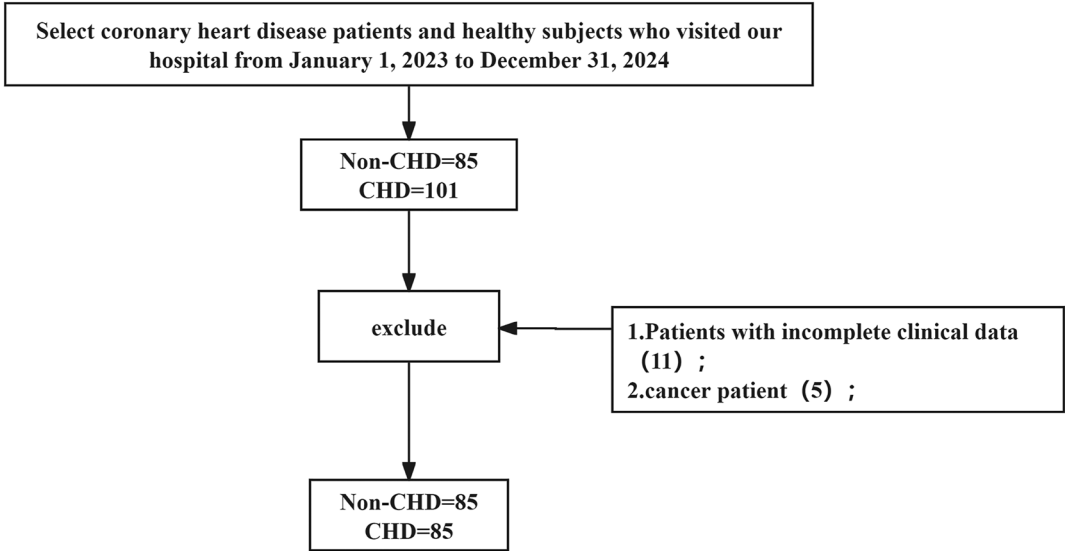 Select coronary heart disease patients and healthy subjects who visited our
hospital from January 1, 2023 to December 31, 2024
Non-CHD=85
CHD=101
exclude
1.Patients with incomplete clinical data
（11）；
2.cancer patient（5）；
Non-CHD=85
CHD=85